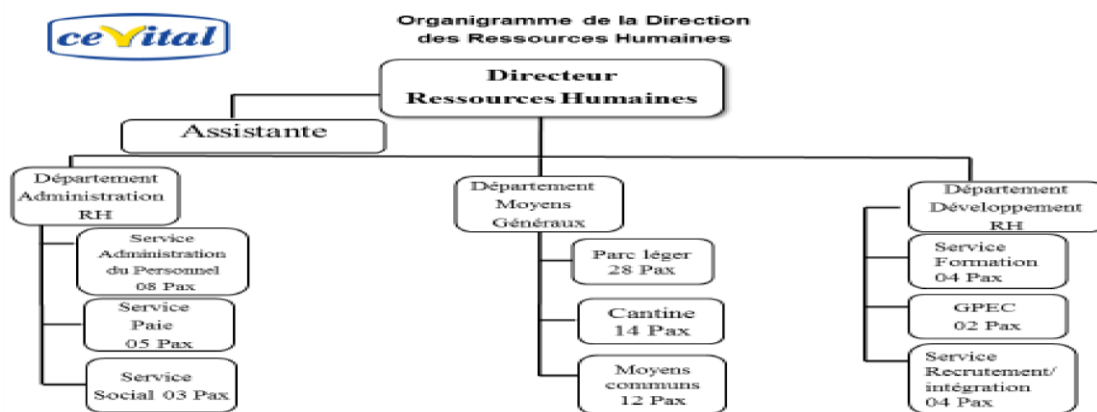 cevital
Organigramme de la Direction
des Ressources Humaines
Directeur
Ressources Humaines
Assistante
Département
Administration
RH
Service
Administration
du Personnel
08 Pax
Service
Paie
05 Pax
Service
Social 03 Pax
Département
Moyens
Généraux
Parc léger
28 Pax
Cantine
14 Pax
Moyens
communs
12 Pax
Département
Développement
RH
Service
Formation
04 Pax
GPEC
02 Pax
Service
Recrutement/
intégration
04 Pax